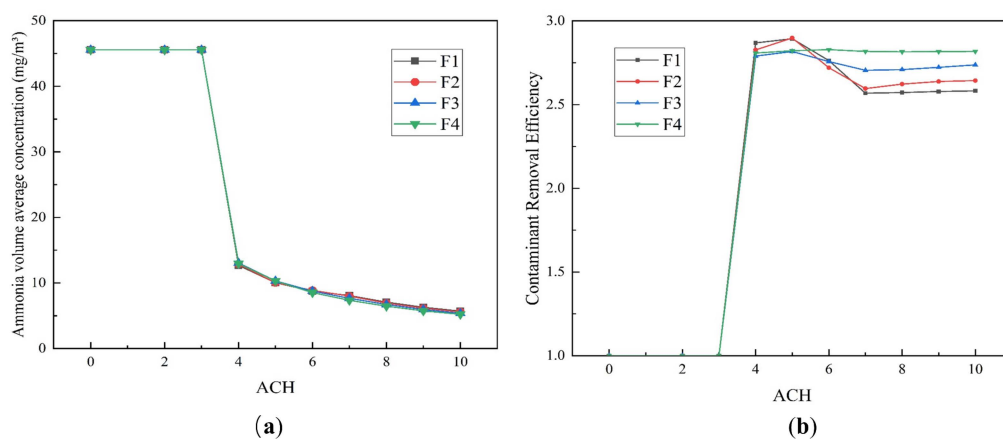 50
40
30
20
10
0
0
2
4
6
8
10
Ammonia volume average concentration (mg/m³)
ACH
F1
F2
F3
F4
(a)
3.0
2.5
2.0
1.5
1.0
0
2
4
6
8
10
Contaminant Removal Efficiency
ACH
F1
F2
F3
F4
(b)